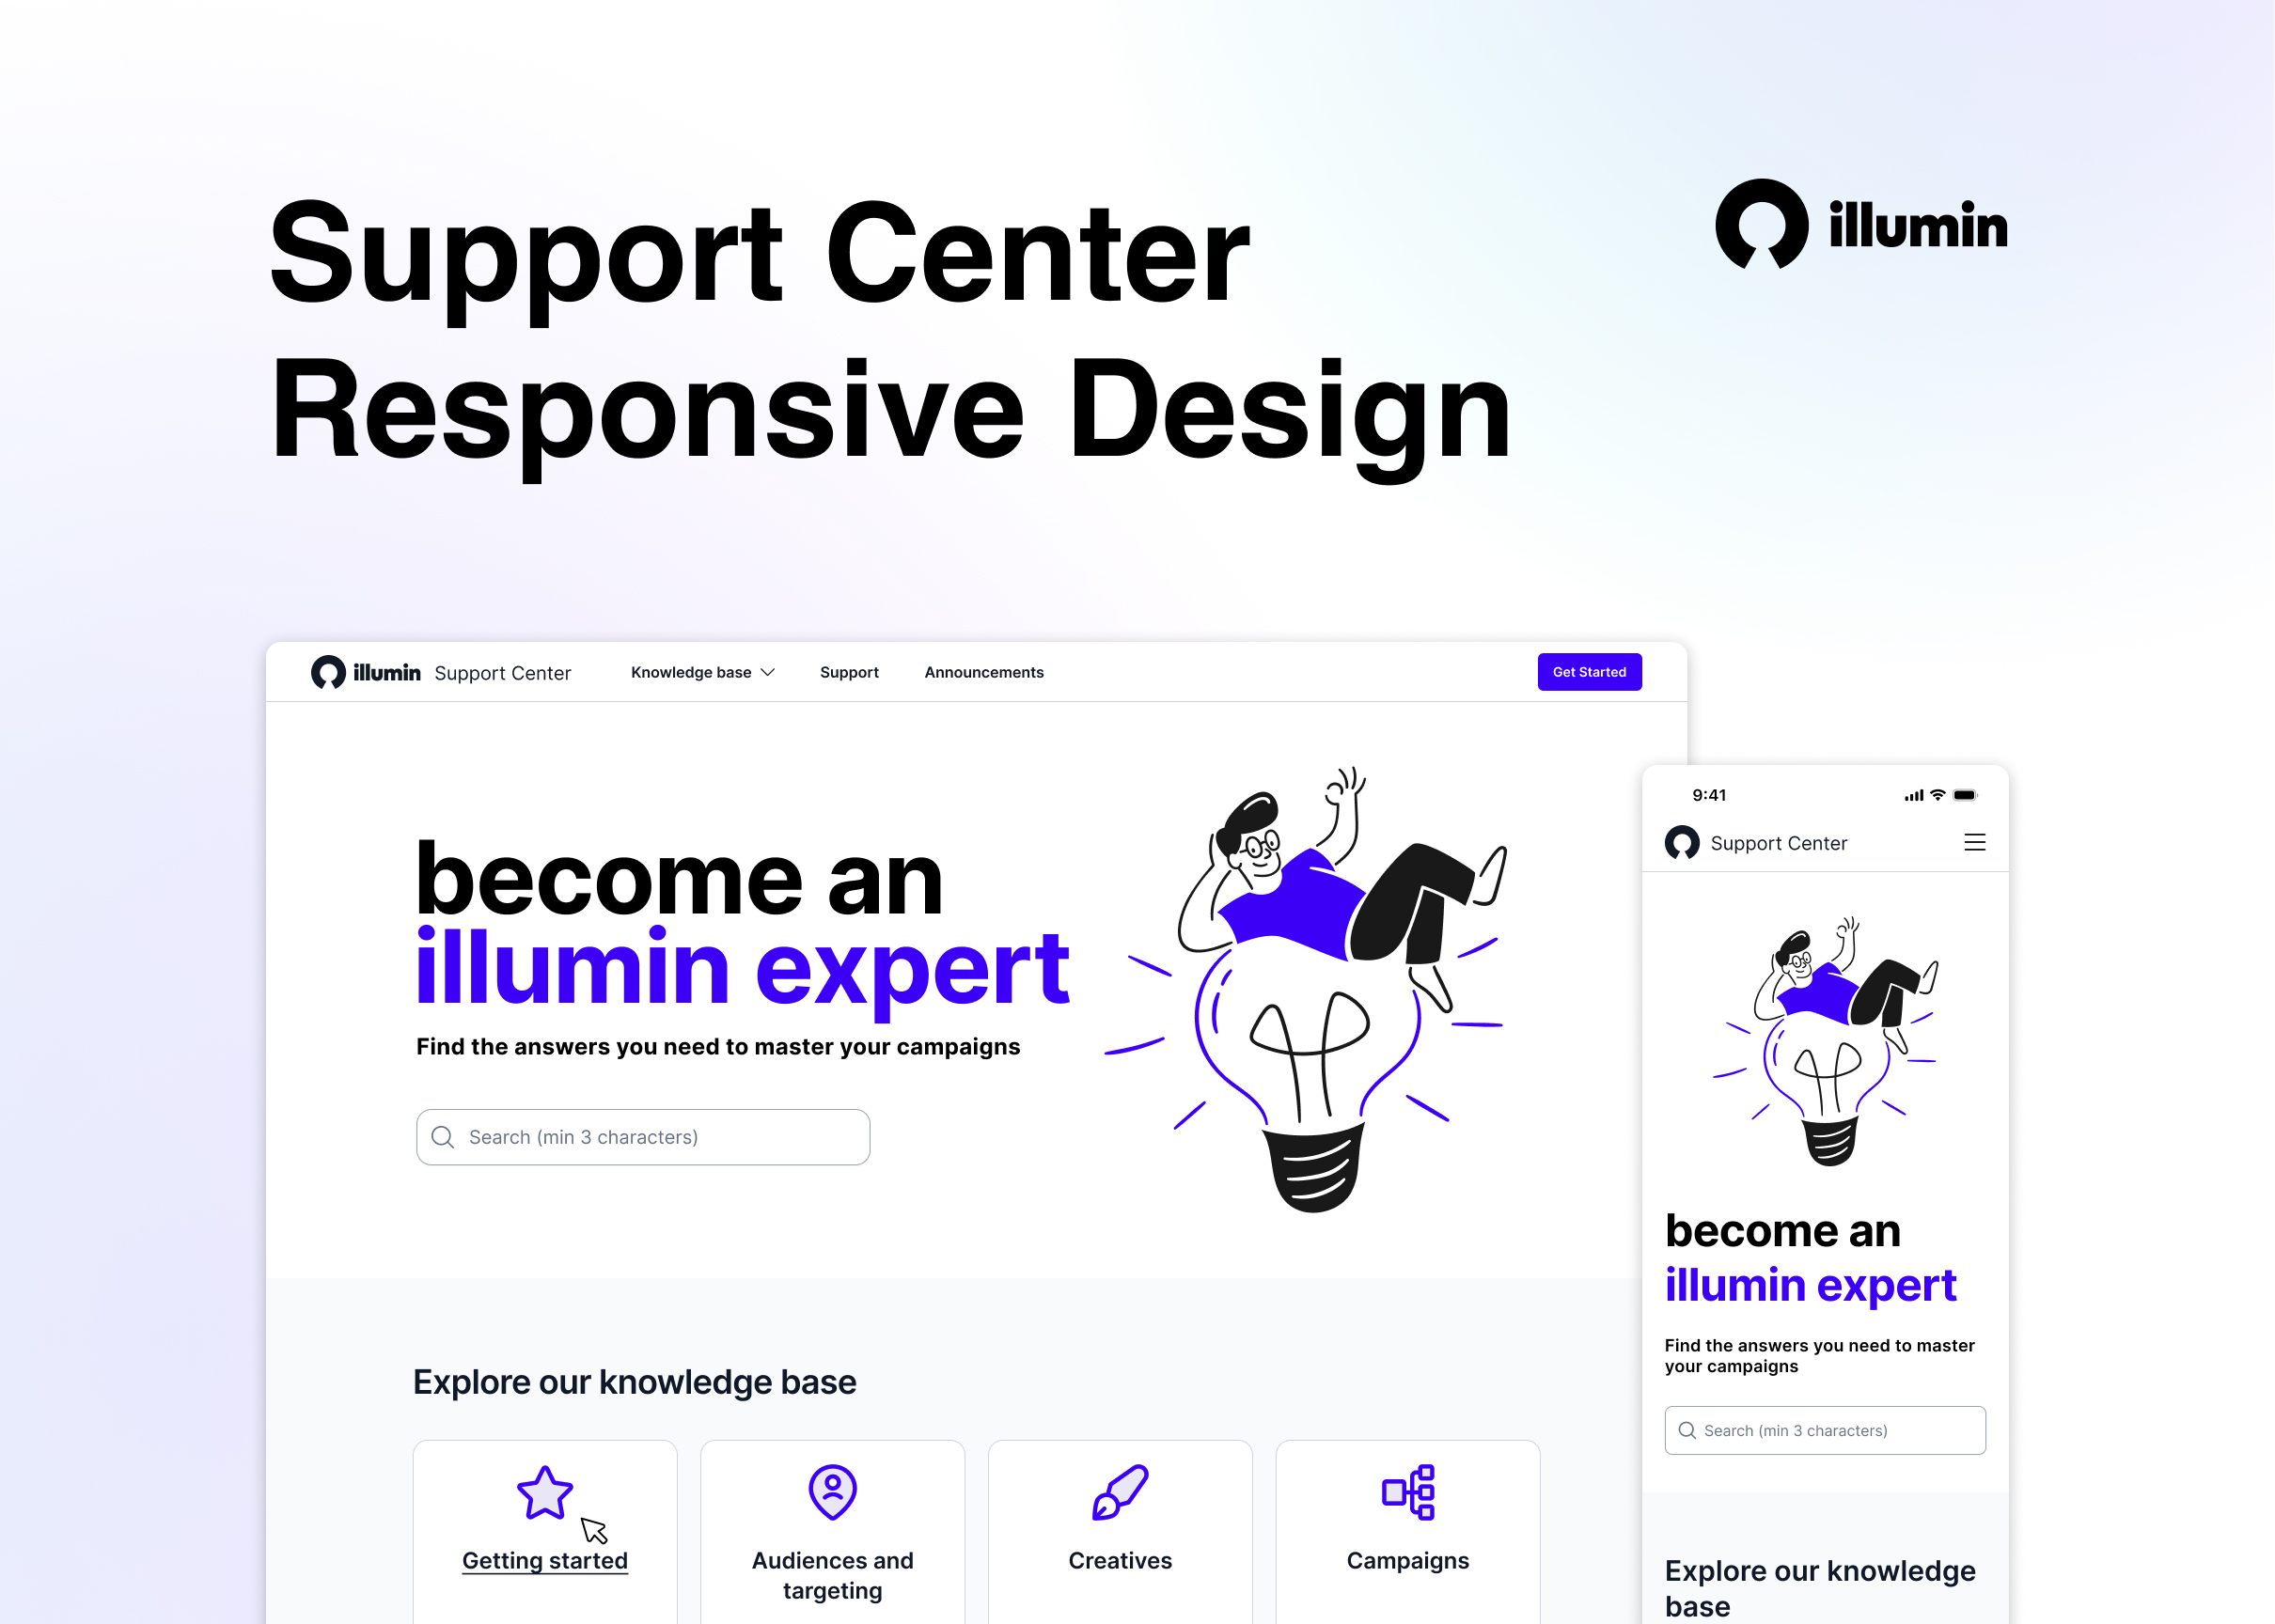 Support Center
Responsive Design
illumin
illumin Support Center Knowledge base Support Announcements Get Started
become an
illumin expert
Find the answers you need to master your campaigns
Search (min 3 characters)
Explore our knowledge base
Getting started
Audiences and
targeting
Creatives
Campaigns
9:41
Support Center
become an
illumin expert
Find the answers you need to master
your campaigns
Search (min 3 characters)
Explore our knowledge
base